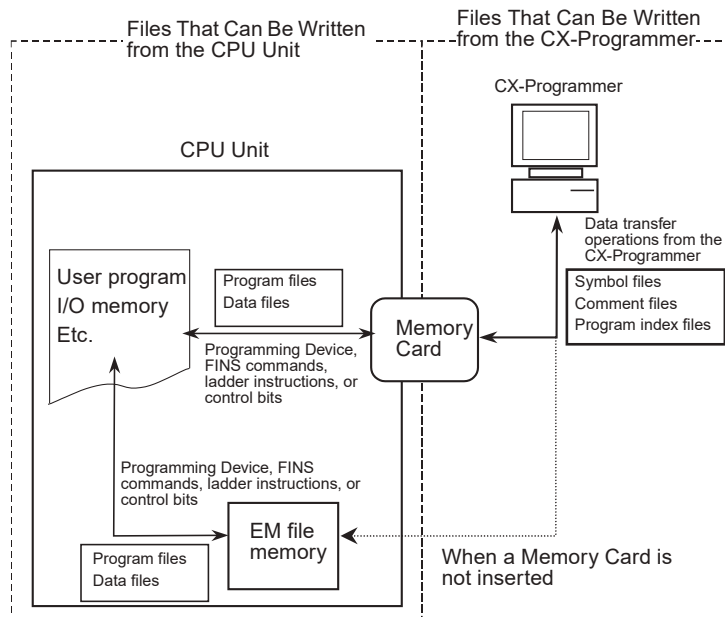 Files That Can Be Written
from the CPU Unit
Files That Can Be Written
from the CX-Programmer
CX-Programmer
CPU Unit
Data transfer
operations from the
CX-Programmer
Symbol files
Comment files
Program index files
User program
I/O memory
Etc.
Program files
Data files
Memory
Card
Programming Device,
FINS commands,
ladder instructions, or
control bits
Programming Device, FINS
commands, ladder instructions, or
control bits
EM file
memory
Program files
Data files
When a Memory Card is
not inserted